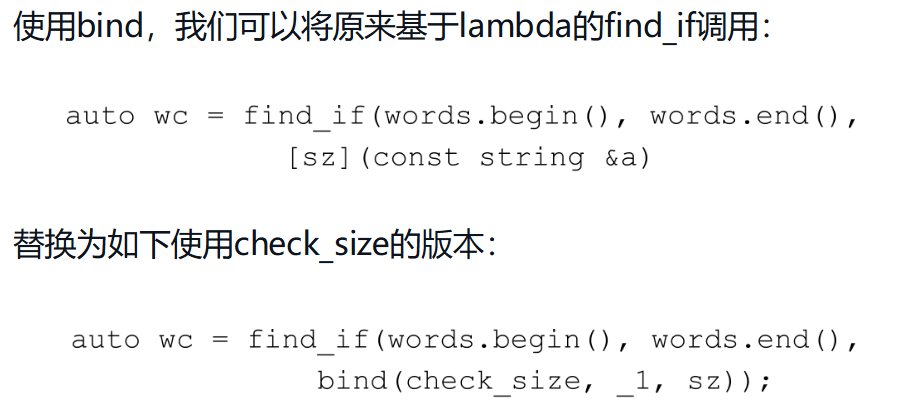 使用bind，我们可以将原来基于lambda的find_if调用：
auto wc = find_if(words.begin(), words.end(),
[sz](const string &a)
替换为如下使用check_size的版本：
auto wc = find_if(words.begin(), words.end(),
bind(check_size, _1, sz));